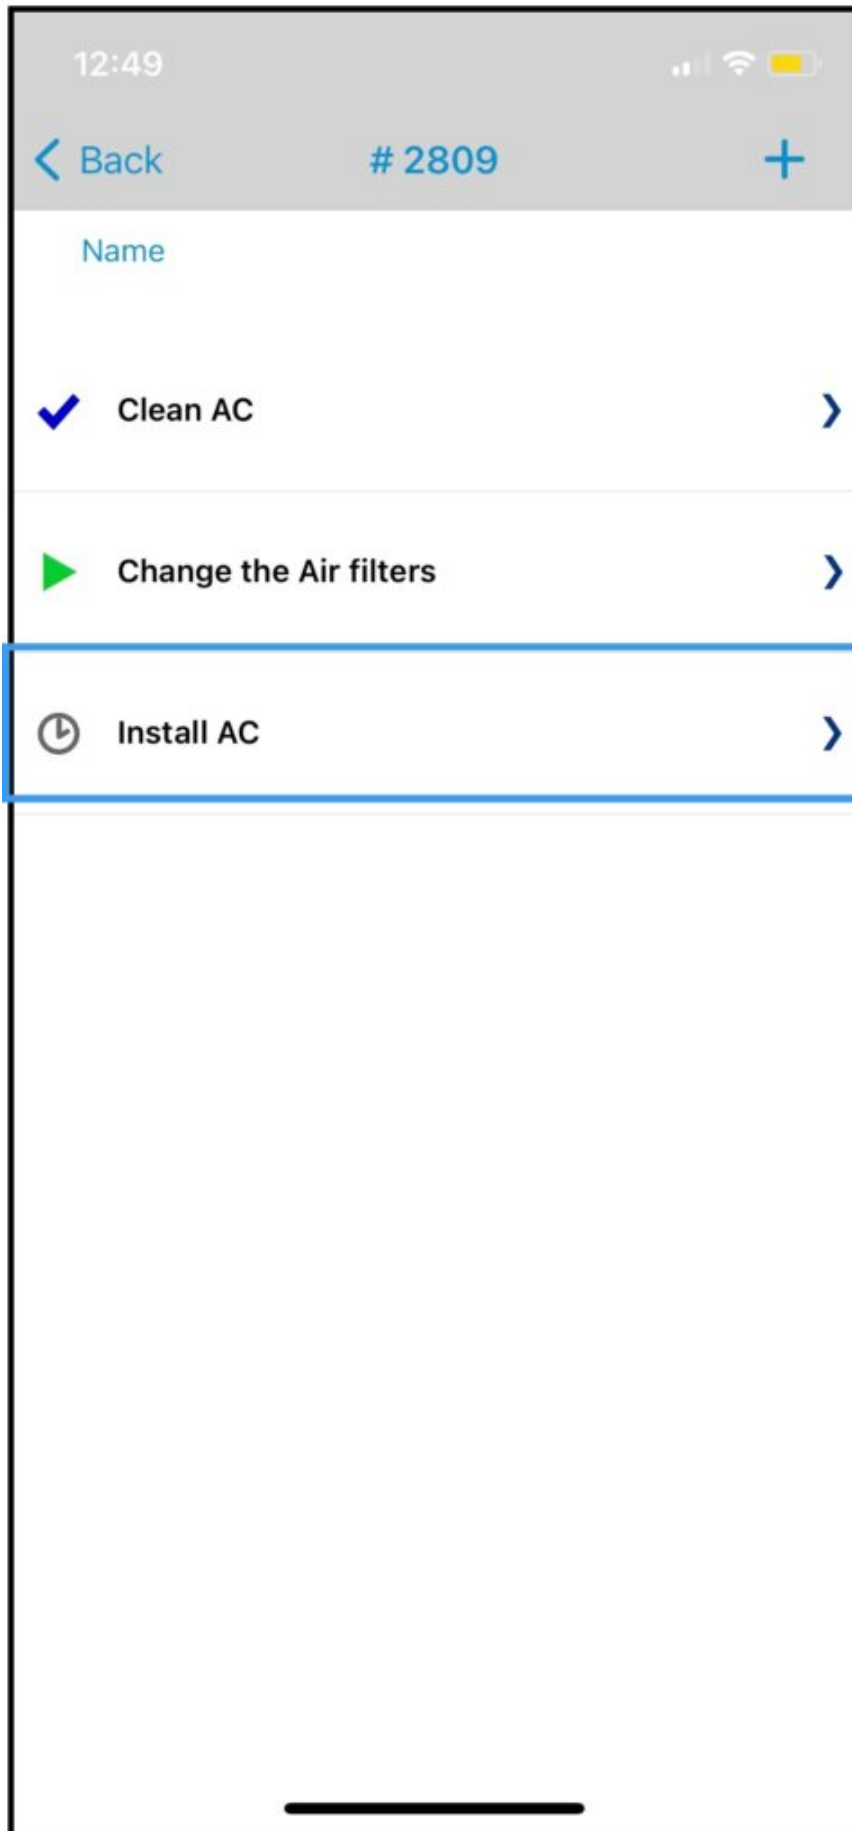 12:49
Back # 2809 +
Name
Clean AC
Change the Air filters
Install AC